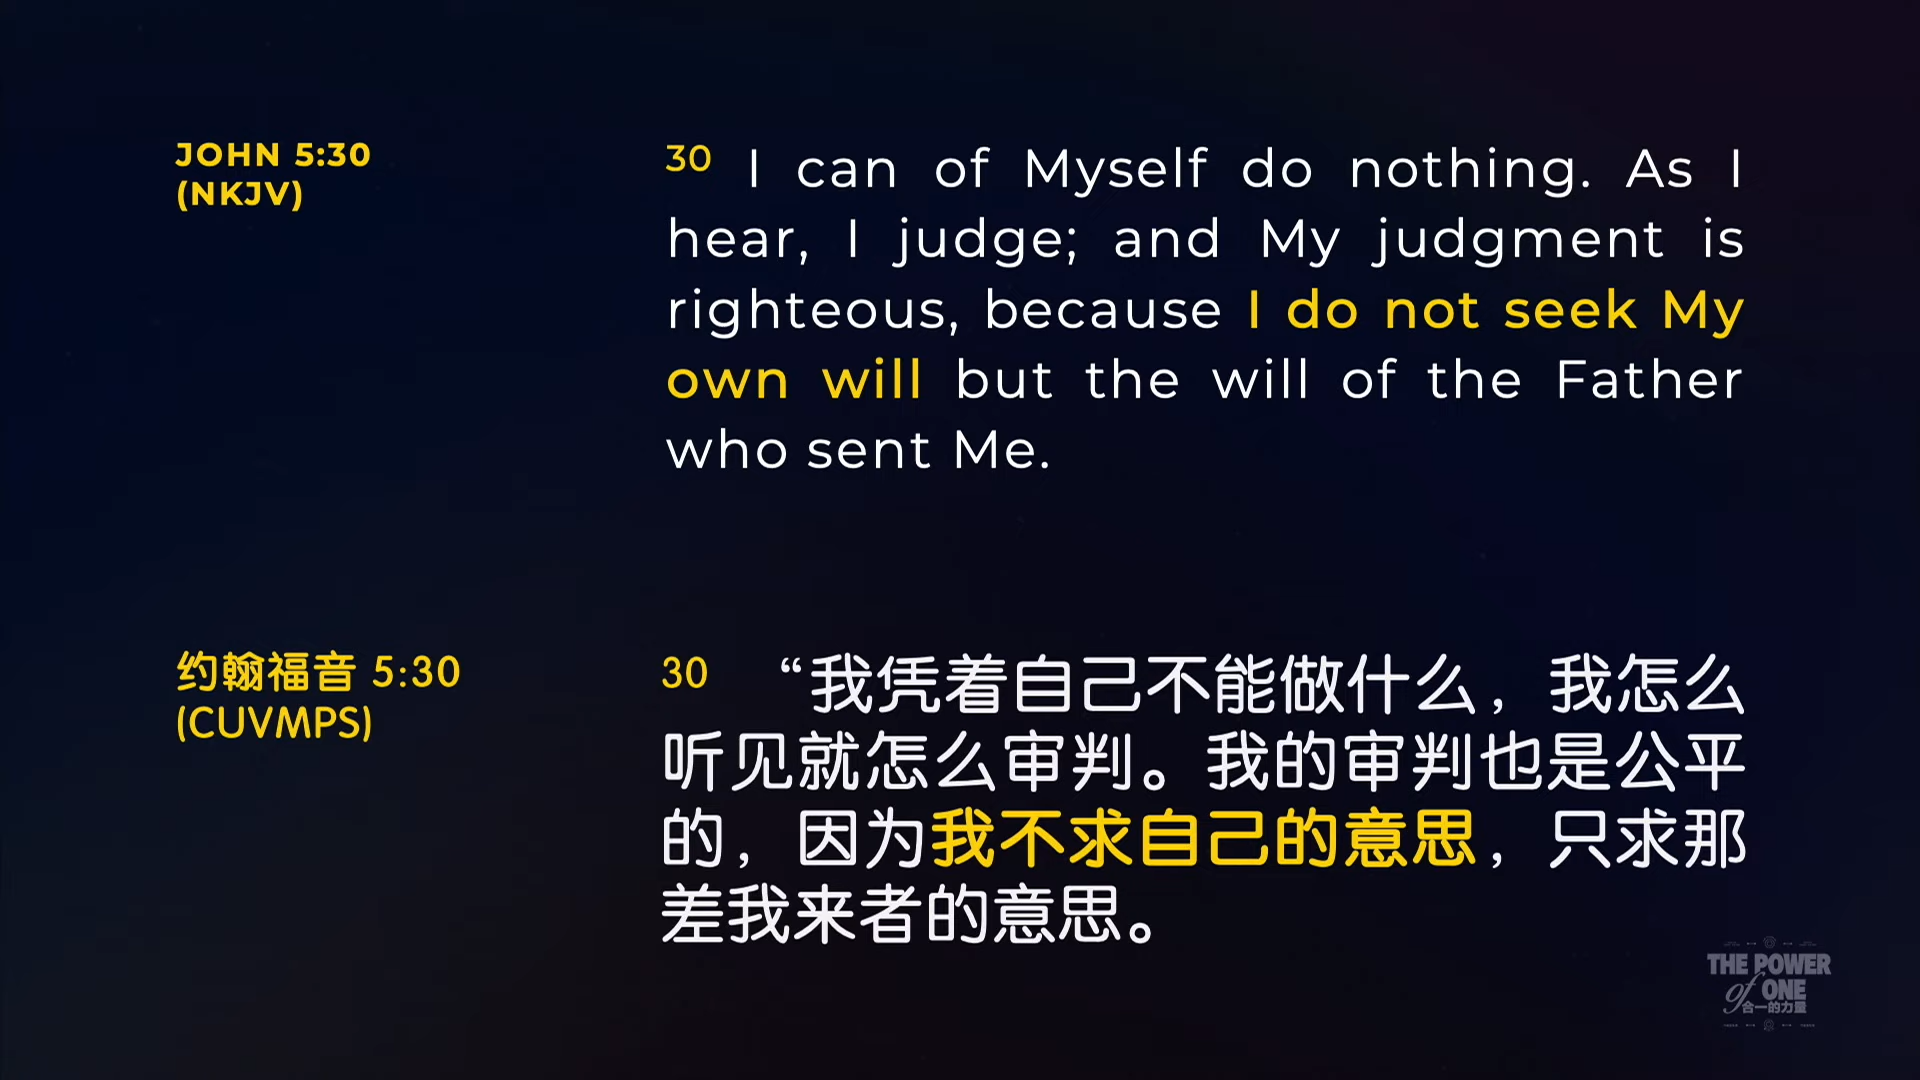 JOHN 5:30
(NKJV)
30 I can of Myself do nothing. As I
hear, I judge; and My judgment is
righteous, because I do not seek My
own will but the will of the Father
who sent Me.
约翰福音 5:30
(CUVMPS)
30 “我凭着自己不能做什么，我怎么
听见就怎么审判。我的审判也是公平
的，因为我不求自己的意思，只求那
差我来者的意思。
THE POWER
of ONE
合一的力量